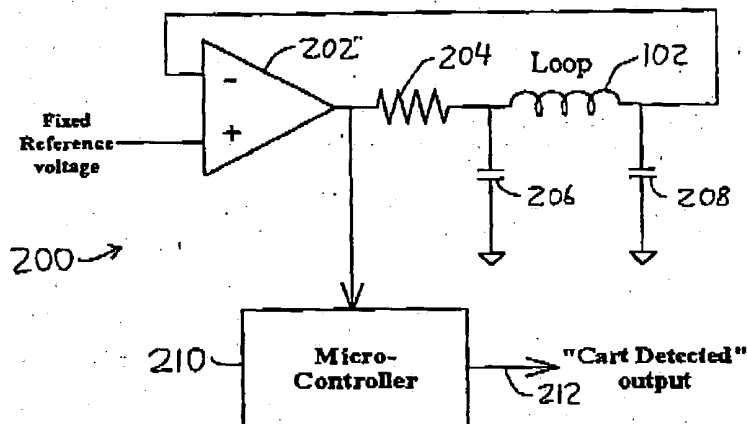 202
204
Loop
102
-
+
Fixed
Reference
voltage
206
208
200
210
Micro-
Controller
"Cart Detected"
output
212